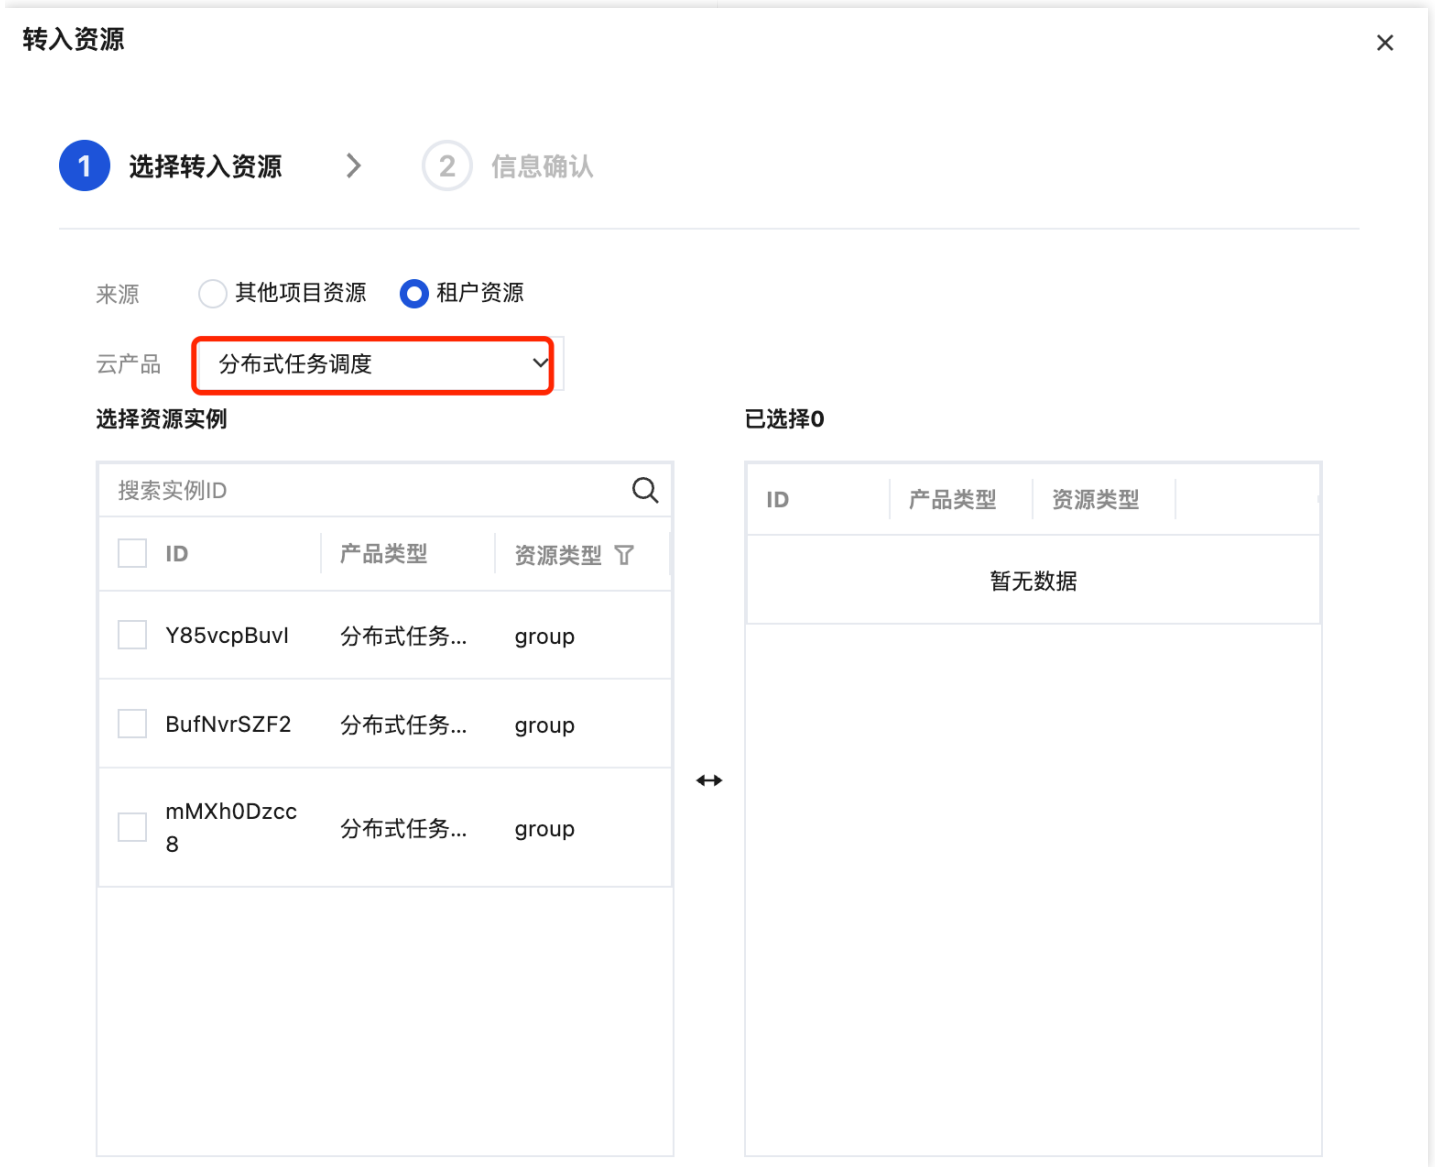 转入资源
1 选择转入资源 2 信息确认
来源 其他项目资源 租户资源
云产品 分布式任务调度
选择资源实例 已选择0
搜索实例ID
ID 产品类型 资源类型
Y85vcpBuvI 分布式任务... group
BufNvrSZF2 分布式任务... group
mMXh0Dzcc
8
分布式任务... group
ID 产品类型 资源类型
暂无数据